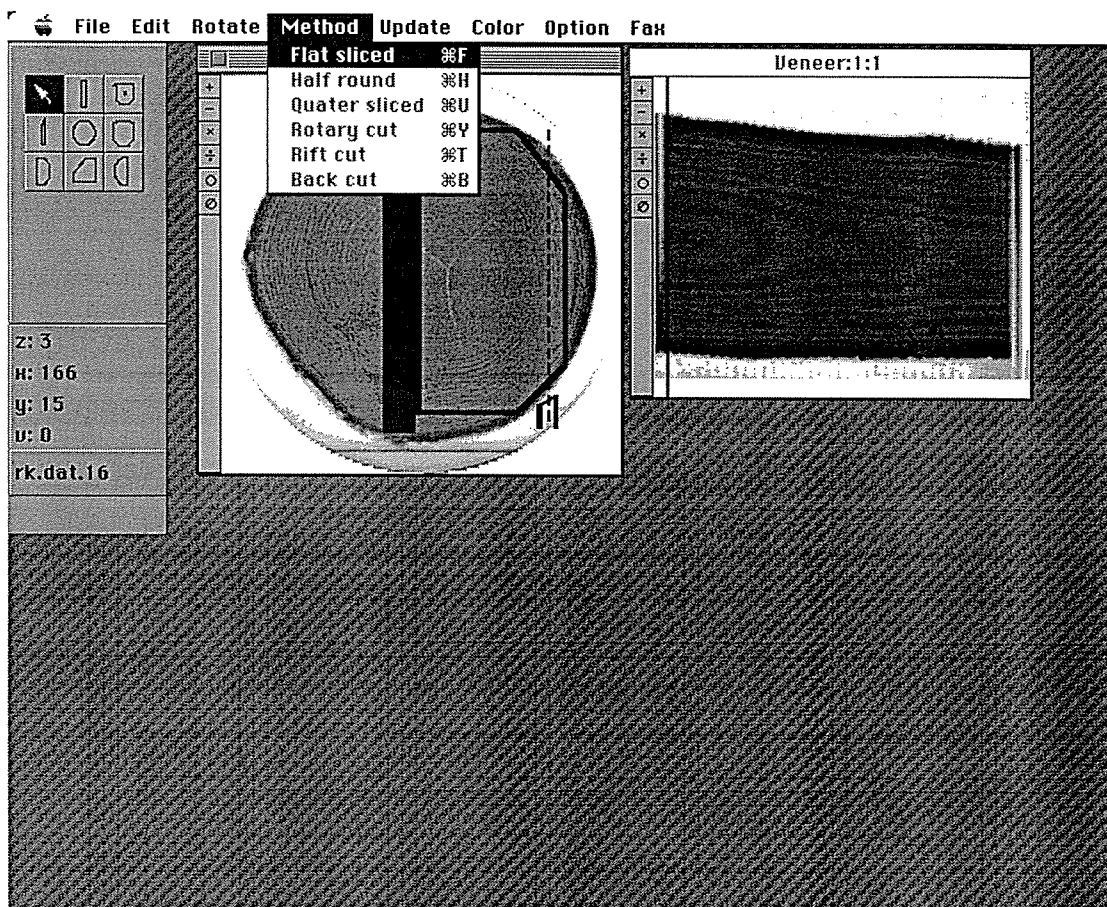 File Edit Rotate Method Update Color Option Fax
Flat sliced ⌘F
Half round ⌘H
Quater sliced ⌘U
Rotary cut ⌘Y
Rift cut ⌘T
Back cut ⌘B
Veneer:1:1
z: 3
x: 166
y: 15
v: 0
rk.dat.16